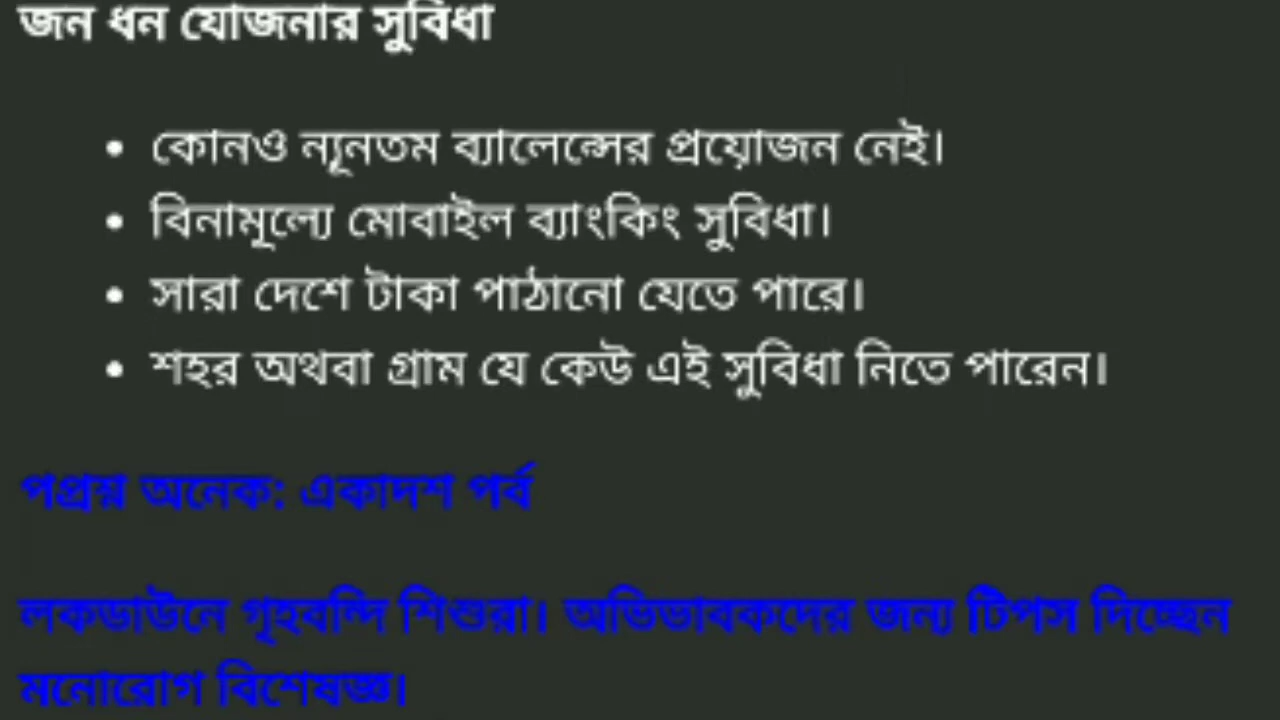 জন ধন যোজনার সুবিধা
কোনও ন্যূনতম ব্যালেন্সের প্রয়োজন নেই।
বিনামূল্যে মোবাইল ব্যাংকিং সুবিধা।
সারা দেশে টাকা পাঠানো যেতে পারে।
শহর অথবা গ্রাম যে কেউ এই সুবিধা নিতে পারেন।
পপ্রশ্ন অনেক: একাদশ পর্ব
লকডাউনে গৃহবন্দি শিশুরা। অভিভাবকদের জন্য টিপস দিচ্ছেন
মনোরোগ বিশেষজ্ঞ।